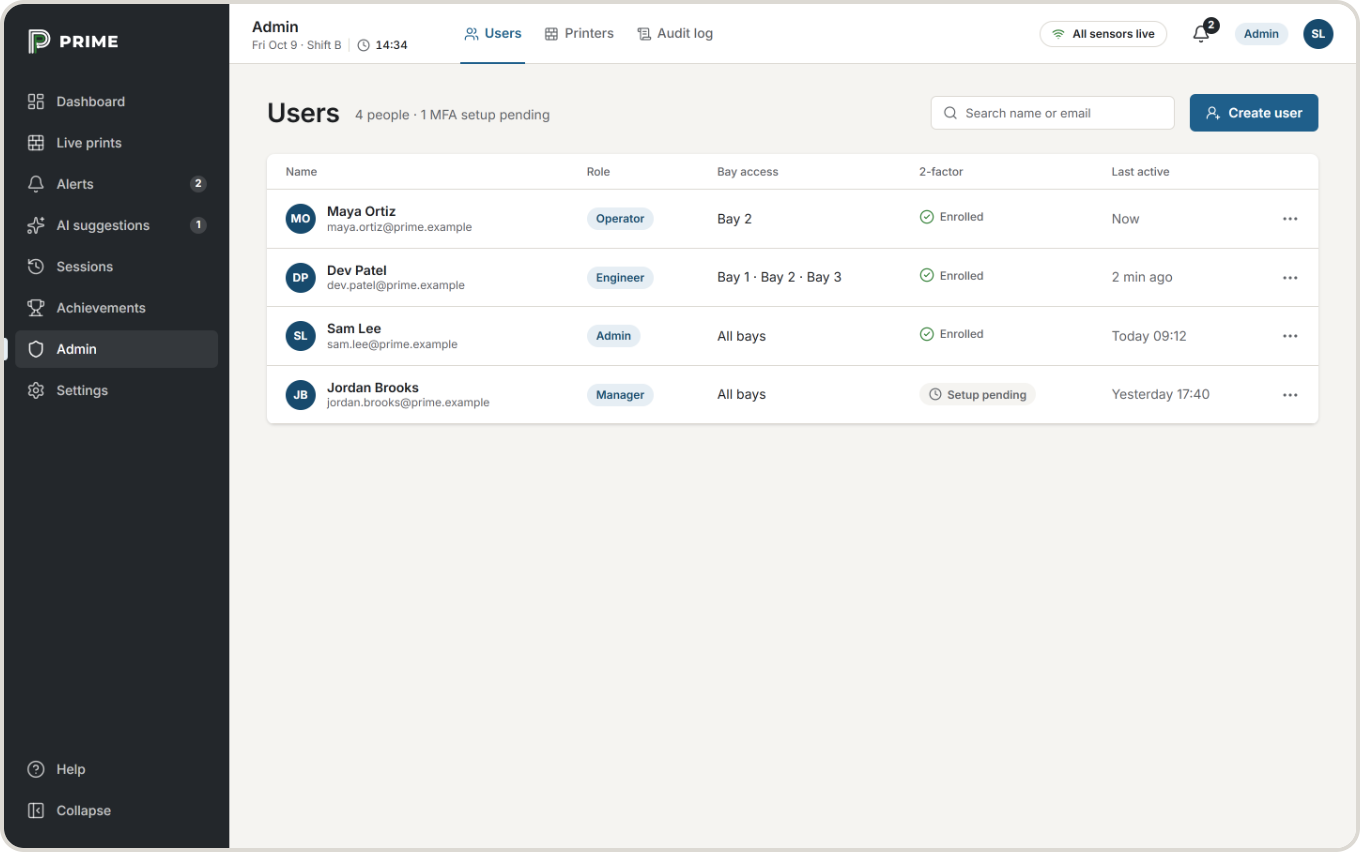 PRIME
Dashboard
Live prints
Alerts 2
AI suggestions 1
Sessions
Achievements
Admin
Settings
Help
Collapse
Admin
Fri Oct 9 · Shift B 14:34
Users Printers Audit log
All sensors live 2 Admin SL
Users 4 people · 1 MFA setup pending
Search name or email Create user
Name Role Bay access 2-factor Last active
MO Maya Ortiz Operator Bay 2 Enrolled Now
maya.ortiz@prime.example
DP Dev Patel Engineer Bay 1 · Bay 2 · Bay 3 Enrolled 2 min ago
dev.patel@prime.example
SL Sam Lee Admin All bays Enrolled Today 09:12
sam.lee@prime.example
JB Jordan Brooks Manager All bays Setup pending Yesterday 17:40
jordan.brooks@prime.example